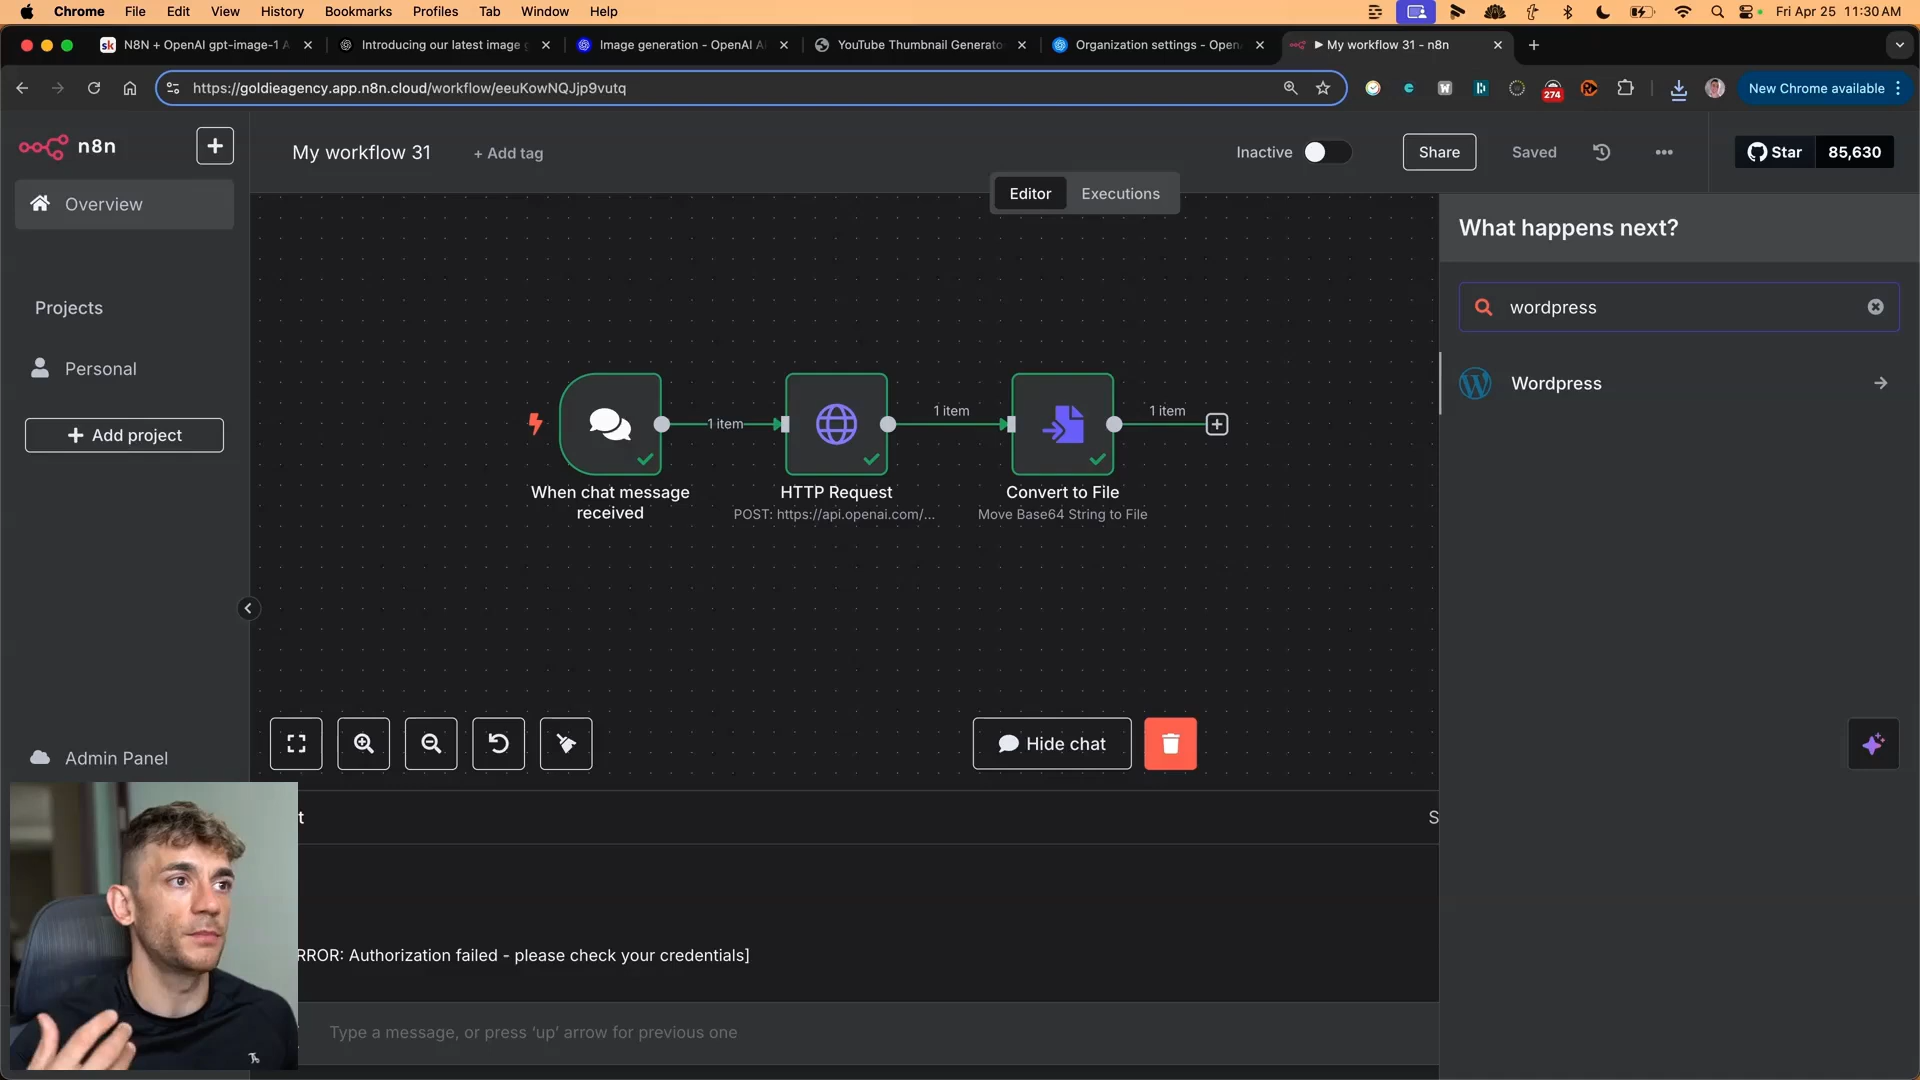 Chrome File Edit View History Bookmarks Profiles Tab Window Help Fri Apr 25 11:30 AM
N8N + OpenAI gpt-image-1 A
Introducing our latest image g
Image generation - OpenAI A
YouTube Thumbnail Generato
Organization settings - Open
My workflow 31 - n8n
https://goldieagency.app.n8n.cloud/workflow/eeuKowNQJjp9vutq
274
New Chrome available
n8n
My workflow 31
+ Add tag
Inactive
Share
Saved
Star 85,630
Overview
Editor Executions
What happens next?
Projects
wordpress
Personal
Wordpress
Add project
1 item
1 item
1 item
When chat message received
HTTP Request
POST: https://api.openai.com/...
Convert to File
Move Base64 String to File
Hide chat
Admin Panel
t
S
RROR: Authorization failed - please check your credentials]
Type a message, or press 'up' arrow for previous one